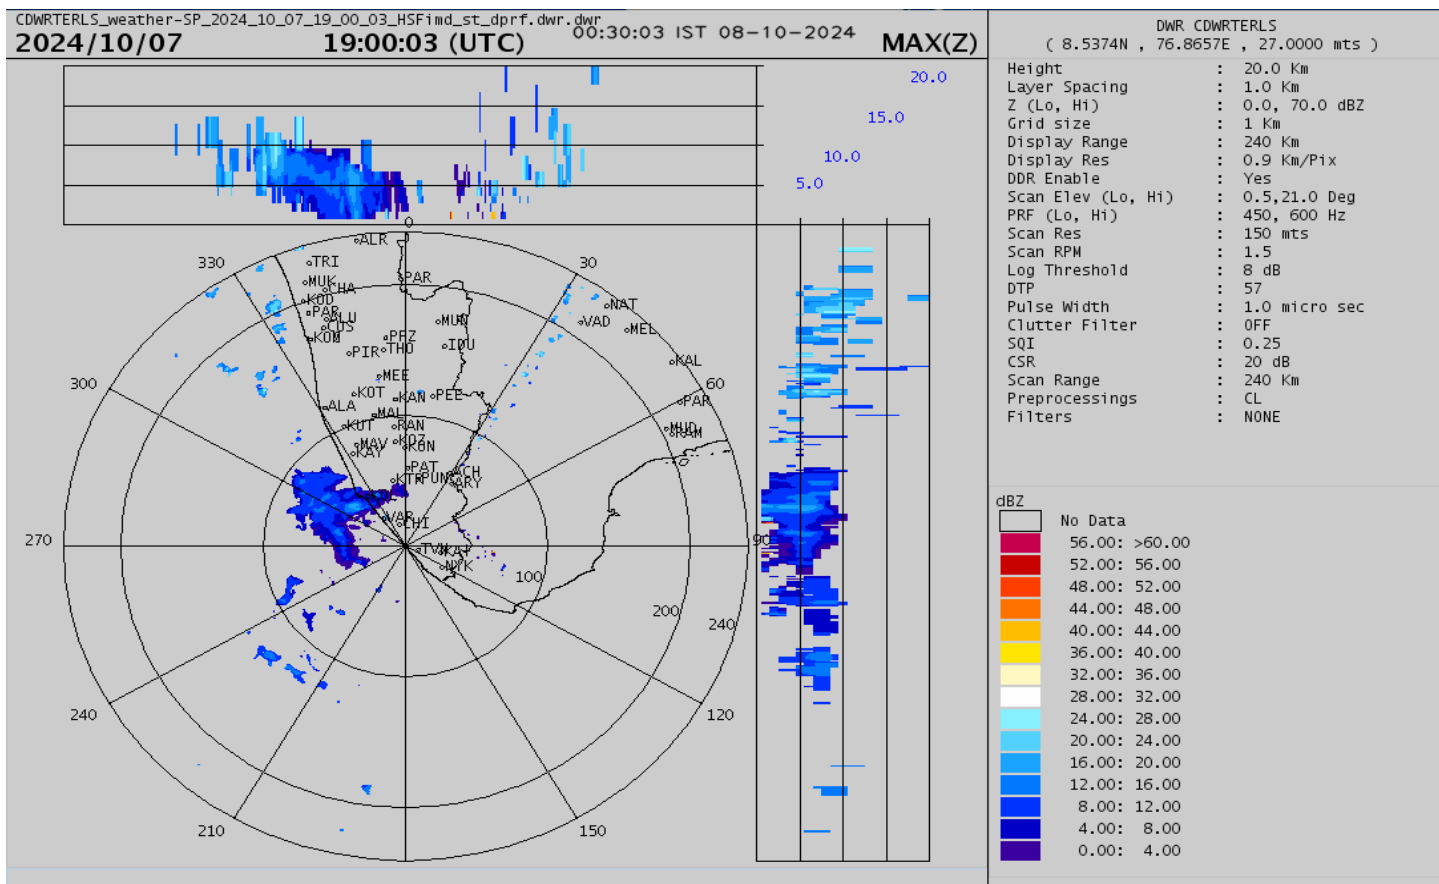 CDWRTERLS_weather-SP_2024_10_07_19_00_03_HSFimd_st_dprf.dwr.dwr
00:30:03 IST 08-10-2024
2024/10/07 19:00:03 (UTC) MAX(Z)
20.0
15.0
10.0
5.0
0
330
30
300
60
270
90
240
120
210
150
100
200
240
ALR
TRI
PAR
MUK
CHA
KOD
NAT
PAR
ALU
MUN
VAD
MEL
COS
KON
PFZ
IDU
PIR
THO
KAL
MEE
KOT
KAN
PEE
PAR
ALA
MAL
KUT
RAN
MUD
RAM
MAV
KOZ
KON
KAY
PAT
ACH
KTR
PUN
ARY
VAR
CHI
TVM
NYK
DWR CDWRTERLS
( 8.5374N , 76.8657E , 27.0000 mts )
Height : 20.0 Km
Layer Spacing : 1.0 Km
Z (Lo, Hi) : 0.0, 70.0 dBZ
Grid size : 1 Km
Display Range : 240 Km
Display Res : 0.9 Km/Pix
DDR Enable : Yes
Scan Elev (Lo, Hi) : 0.5,21.0 Deg
PRF (Lo, Hi) : 450, 600 Hz
Scan Res : 150 mts
Scan RPM : 1.5
Log Threshold : 8 dB
DTP : 57
Pulse Width : 1.0 micro sec
Clutter Filter : OFF
SQI : 0.25
CSR : 20 dB
Scan Range : 240 Km
Preprocessings : CL
Filters : NONE
dBZ
No Data
56.00: >60.00
52.00: 56.00
48.00: 52.00
44.00: 48.00
40.00: 44.00
36.00: 40.00
32.00: 36.00
28.00: 32.00
24.00: 28.00
20.00: 24.00
16.00: 20.00
12.00: 16.00
8.00: 12.00
4.00: 8.00
0.00: 4.00